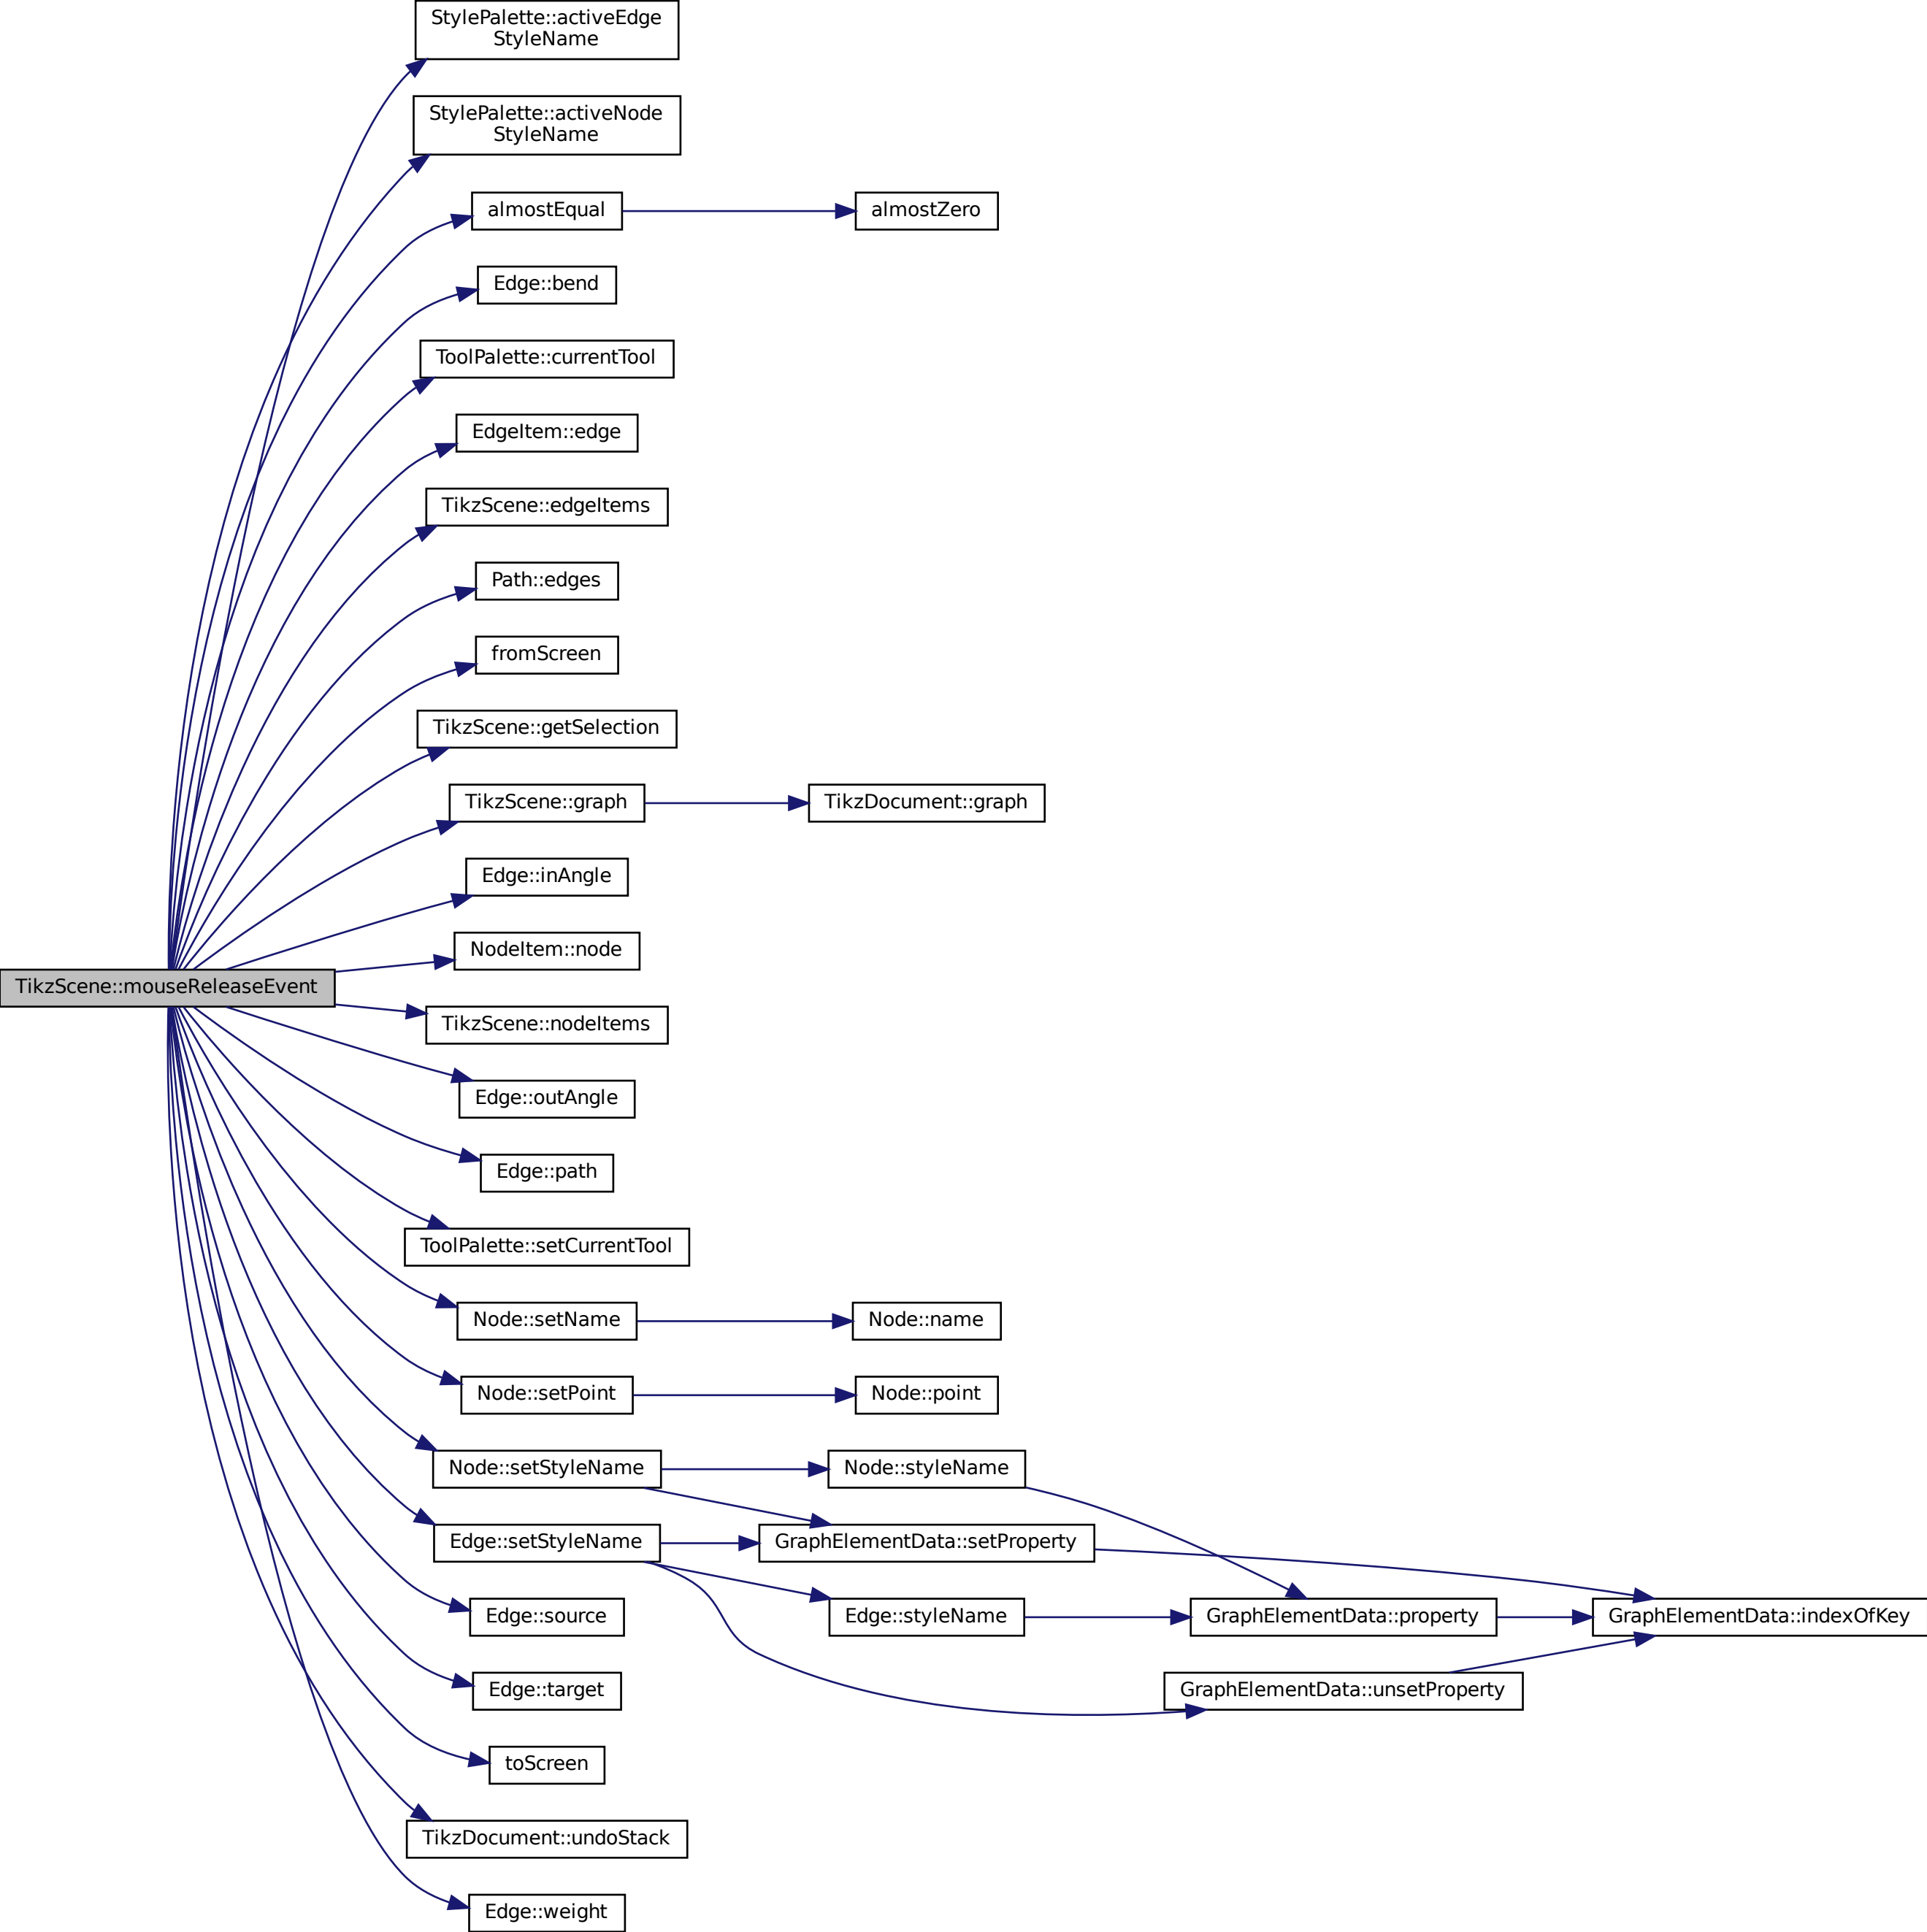 StylePalette::activeEdge
StyleName
StylePalette::activeNode
StyleName
almostEqual
almostZero
Edge::bend
ToolPalette::currentTool
EdgeItem::edge
TikzScene::edgeItems
Path::edges
fromScreen
TikzScene::getSelection
TikzScene::graph
TikzDocument::graph
Edge::inAngle
NodeItem::node
TikzScene::mouseReleaseEvent
TikzScene::nodeItems
Edge::outAngle
Edge::path
ToolPalette::setCurrentTool
Node::setName
Node::name
Node::setPoint
Node::point
Node::setStyleName
Node::styleName
Edge::setStyleName
GraphElementData::setProperty
Edge::source
Edge::styleName
GraphElementData::property
GraphElementData::indexOfKey
Edge::target
GraphElementData::unsetProperty
toScreen
TikzDocument::undoStack
Edge::weight